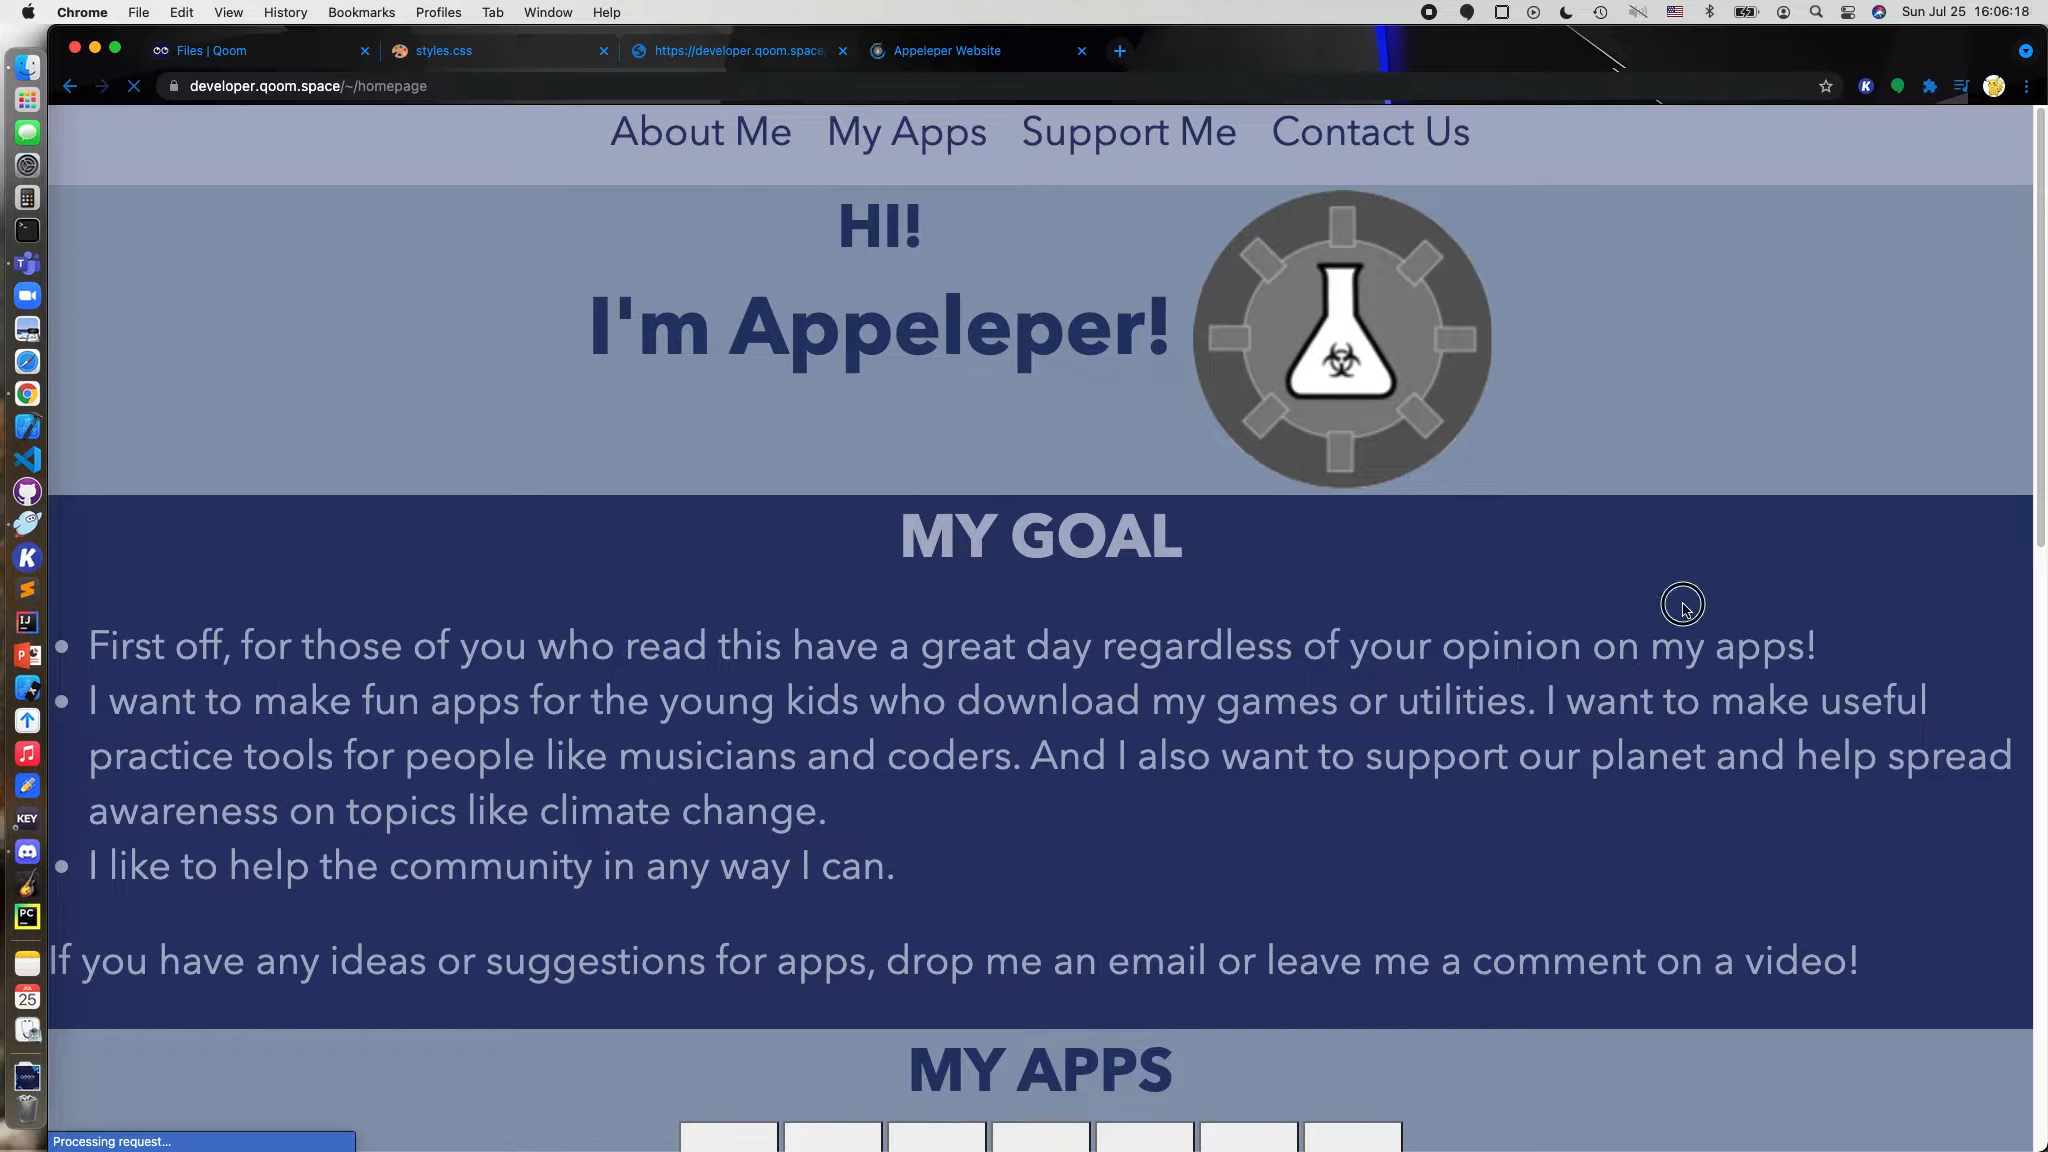 Chrome File Edit View History Bookmarks Profiles Tab Window Help Sun Jul 25 16:06:18
Files | Qoom styles.css https://developer.qoom.space Appeleper Website
developer.qoom.space/~/homepage
About Me My Apps Support Me Contact Us
HI!
I'm Appeleper!
MY GOAL
• First off, for those of you who read this have a great day regardless of your opinion on my apps!
• I want to make fun apps for the young kids who download my games or utilities. I want to make useful
practice tools for people like musicians and coders. And I also want to support our planet and help spread
awareness on topics like climate change.
• I like to help the community in any way I can.
If you have any ideas or suggestions for apps, drop me an email or leave me a comment on a video!
MY APPS
Processing request...
K
IJ
KEY
PC
25